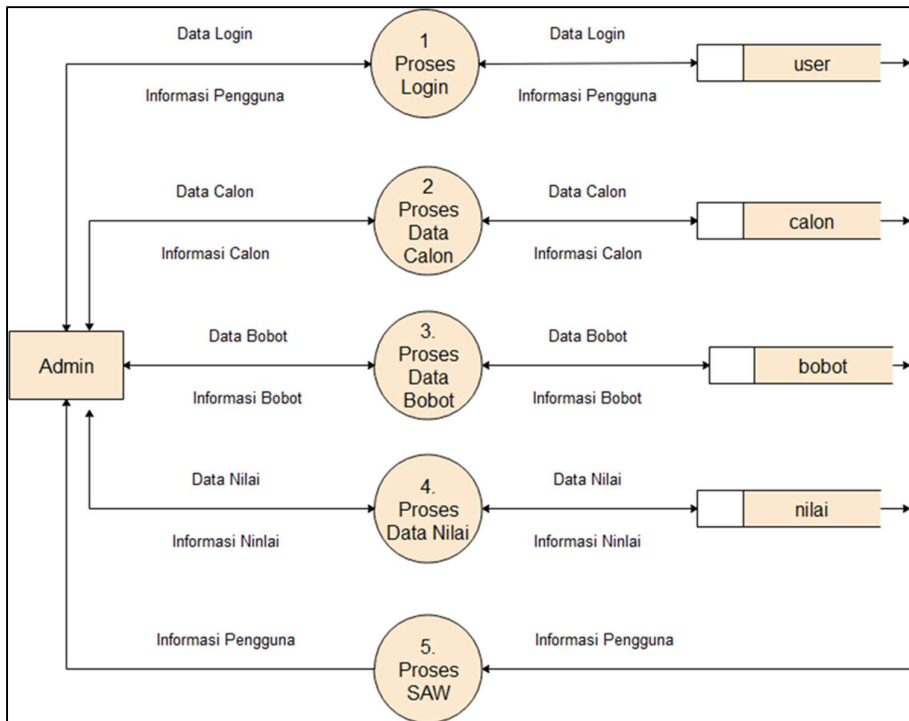 Data Login
1
Proses
Login
Data Login
user
Informasi Pengguna
Informasi Pengguna
Data Calon
2
Proses
Data
Calon
Data Calon
calon
Informasi Calon
Informasi Calon
Admin
Data Bobot
3.
Proses
Data
Bobot
Data Bobot
bobot
Informasi Bobot
Informasi Bobot
Data Nilai
4.
Proses
Data Nilai
Data Nilai
nilai
Informasi Ninlai
Informasi Ninlai
Informasi Pengguna
5.
Proses
SAW
Informasi Pengguna